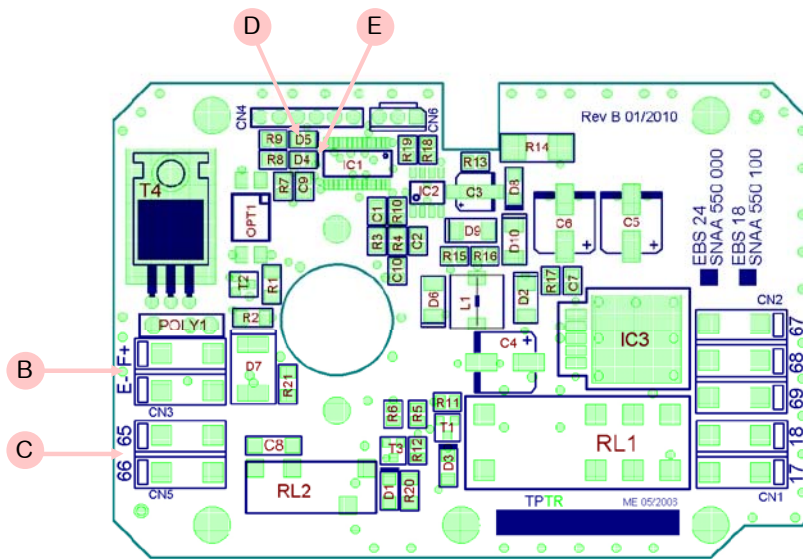 D
E
CN4
CN6
Rev B 01/2010
R9
D5
R8
D4
IC1
R19
R18
R13
R14
T4
R7
C9
IC2
C3
D8
OPT1
C1
R10
R3
R4
C2
C10
D9
D10
C6
C5
EBS 24
SNAA 550 000
EBS 18
SNAA 550 100
R15
R16
T2
R1
D6
L1
D2
R17
C7
CN2
POLY1
R2
67
E- F+
B
D7
C4
IC3
68
R21
CN3
69
R6
R5
R11
65
T1
RL1
18
C
C8
T3
R12
66
D3
17
CN5
RL2
D1
R20
CN1
TPTR
ME 05/2006